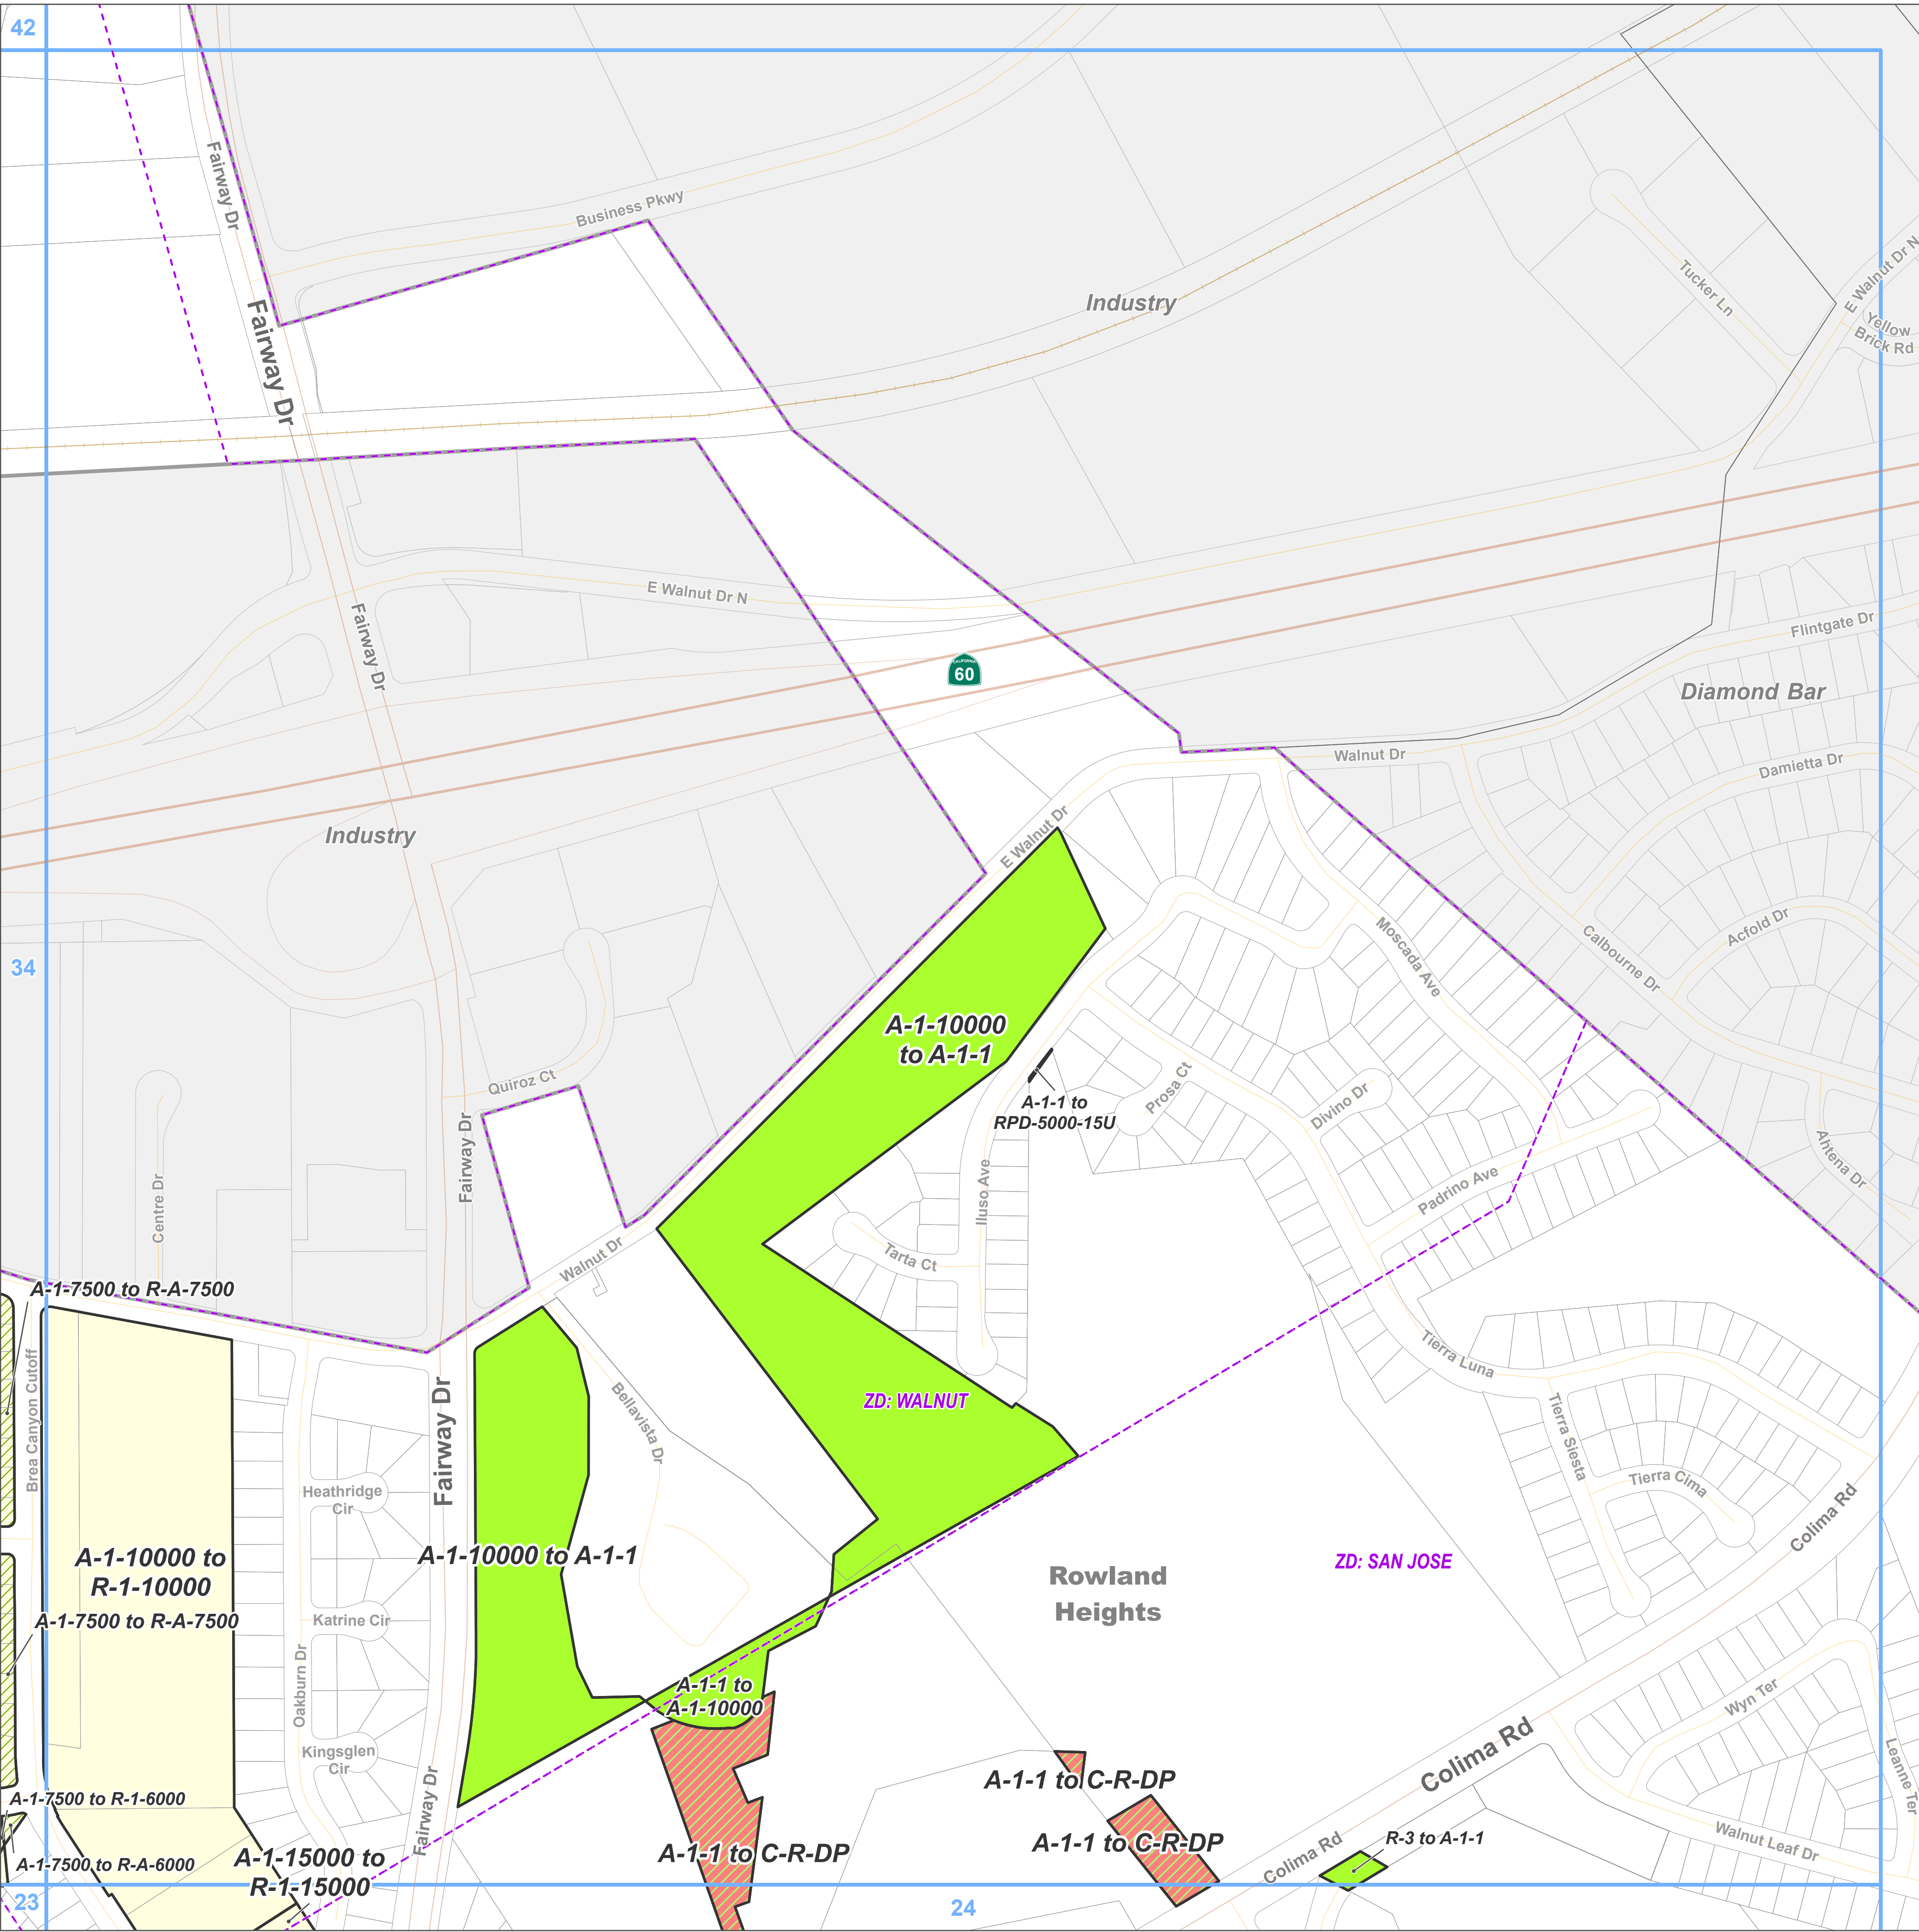 42
Fairway Dr
Business Pkwy
Industry
Tucker Ln
E Walnut Dr N
Yellow
Brick Rd
Fairway Dr
E Walnut Dr N
Fairway Dr
CALIFORNIA
60
Flintgate Dr
Diamond Bar
Walnut Dr
Damietta Dr
Industry
E Walnut Dr
Moscada Ave
Acfold Dr
Calbourne Dr
34
A-1-10000
to A-1-1
Quiroz Ct
Prosa Ct
Divino Dr
A-1-1 to
RPD-5000-15U
Fairway Dr
Centre Dr
Iluso Ave
Padrino Ave
Ahtena Dr
Walnut Dr
Tarta Ct
A-1-7500 to R-A-7500
Brea Canyon Cutoff
Fairway Dr
Bellavista Dr
ZD: WALNUT
Tierra Luna
Tierra Siesta
Tierra Cima
Heathridge
Cir
Colima Rd
A-1-10000 to
R-1-10000
A-1-10000 to A-1-1
ZD: SAN JOSE
Rowland
Heights
A-1-7500 to R-A-7500
Katrine Cir
Oakburn Dr
A-1-1 to
A-1-10000
Wyn Ter
Leanne Ter
Kingsglen
Cir
Colima Rd
A-1-1 to C-R-DP
A-1-7500 to R-1-6000
Fairway Dr
A-1-1 to C-R-DP
A-1-1 to C-R-DP
R-3 to A-1-1
Walnut Leaf Dr
Colima Rd
A-1-7500 to R-A-6000
A-1-15000 to
R-1-15000
23
24